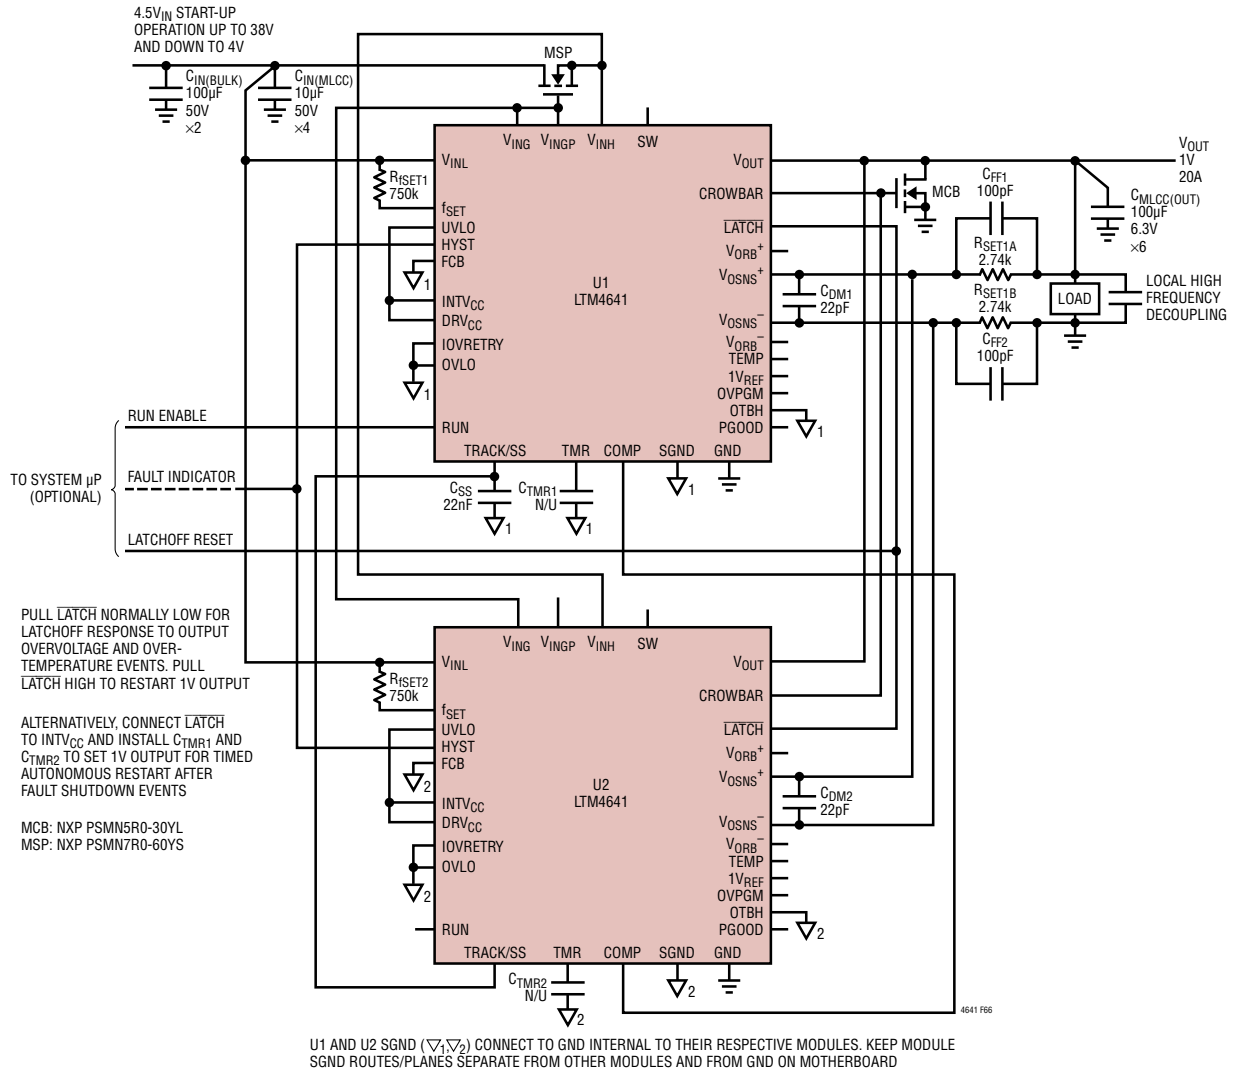 4.5VIN START-UP
OPERATION UP TO 38V
AND DOWN TO 4V
CIN(BULK)
100µF
50V
×2
CIN(MLCC)
10µF
50V
×4
MSP
VING
VINGP
VINH
SW
VINL
RfSET1
750k
fSET
UVLO
HYST
FCB
1
INTVCC
DRVCC
IOVRETRY
OVLO
1
RUN
U1
LTM4641
VOUT
CROWBAR
LATCH
VORB+
VOSNS+
VOSNS–
VORB–
TEMP
1VREF
OVPGM
OTBH
PGOOD
1
TRACK/SS
TMR
COMP
SGND
GND
CSS
22nF
1
CTMR1
N/U
1
1
MCB
VOUT
1V
20A
CFF1
100pF
CMLCC(OUT)
100µF
6.3V
×6
RSET1A
2.74k
CDM1
22pF
RSET1B
2.74k
LOAD
LOCAL HIGH
FREQUENCY
DECOUPLING
CFF2
100pF
RUN ENABLE
TO SYSTEM µP
(OPTIONAL)
FAULT INDICATOR
LATCHOFF RESET
PULL LATCH NORMALLY LOW FOR
LATCHOFF RESPONSE TO OUTPUT
OVERVOLTAGE AND OVER-
TEMPERATURE EVENTS. PULL
LATCH HIGH TO RESTART 1V OUTPUT
ALTERNATIVELY, CONNECT LATCH
TO INTVCC AND INSTALL CTMR1 AND
CTMR2 TO SET 1V OUTPUT FOR TIMED
AUTONOMOUS RESTART AFTER
FAULT SHUTDOWN EVENTS
MCB: NXP PSMN5R0-30YL
MSP: NXP PSMN7R0-60YS
VING
VINGP
VINH
SW
VINL
RfSET2
750k
fSET
UVLO
HYST
FCB
2
INTVCC
DRVCC
IOVRETRY
OVLO
2
RUN
U2
LTM4641
VOUT
CROWBAR
LATCH
VORB+
VOSNS+
CDM2
22pF
VOSNS–
VORB–
TEMP
1VREF
OVPGM
OTBH
PGOOD
2
TRACK/SS
TMR
COMP
SGND
GND
CTMR2
N/U
2
2
4641 F66
U1 AND U2 SGND (▽1,▽2) CONNECT TO GND INTERNAL TO THEIR RESPECTIVE MODULES. KEEP MODULE
SGND ROUTES/PLANES SEPARATE FROM OTHER MODULES AND FROM GND ON MOTHERBOARD